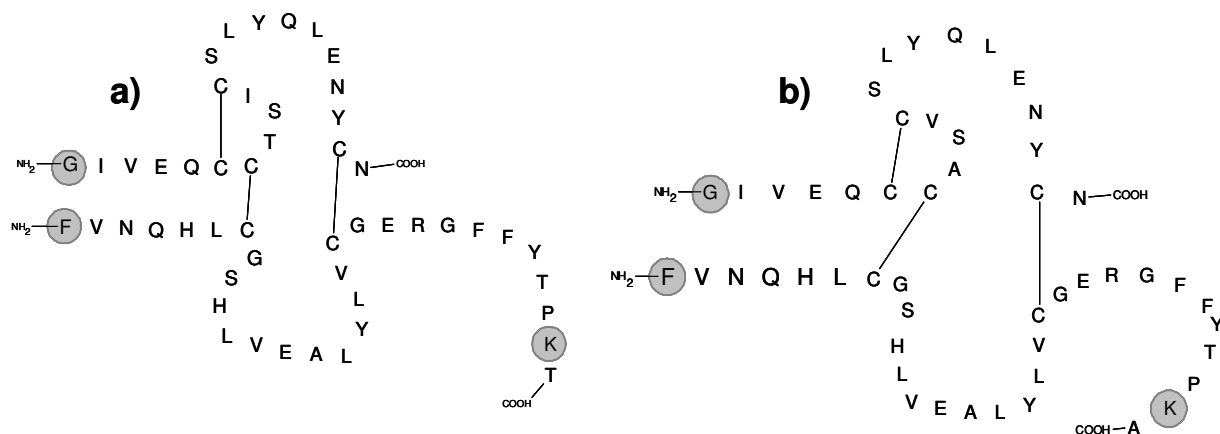 a)
NH₂ G I V E Q C C T S I C S L Y Q L E N Y C N COOH
NH₂ F V N Q H L C G S H L V E A L Y L V C G E R G F F Y T P K T COOH
b)
NH₂ G I V E Q C C A S V C S L Y Q L E N Y C N COOH
NH₂ F V N Q H L C G S H L V E A L Y L V C G E R G F F Y T P K A COOH